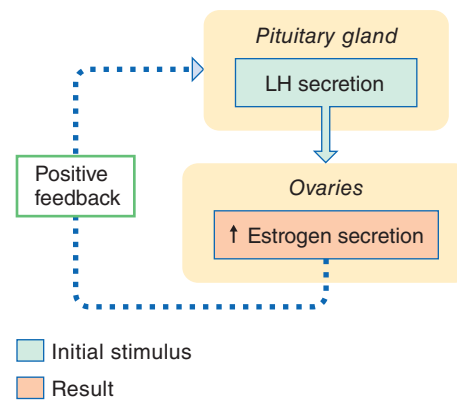 Pituitary gland
LH secretion
Positive
feedback
Ovaries
↑ Estrogen secretion
Initial stimulus
Result